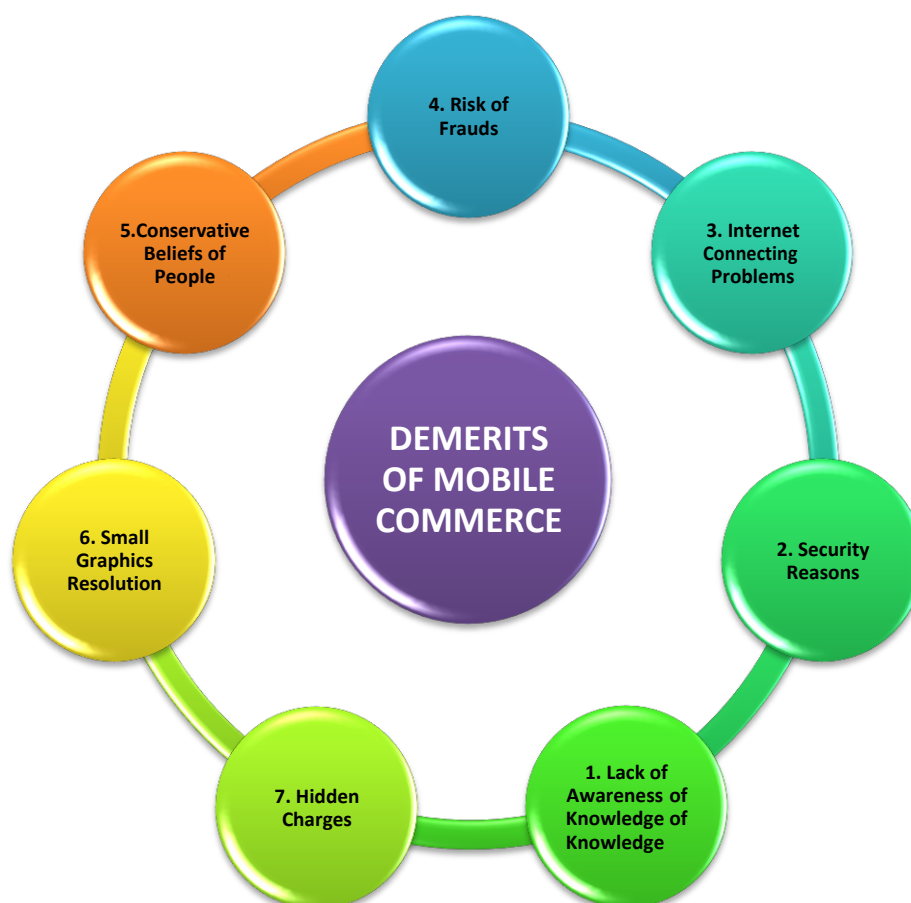 4. Risk of
Frauds
5.Conservative
Beliefs of
People
3. Internet
Connecting
Problems
DEMERITS
OF MOBILE
COMMERCE
6. Small
Graphics
Resolution
2. Security
Reasons
7. Hidden
Charges
1. Lack of
Awareness of
Knowledge of
Knowledge